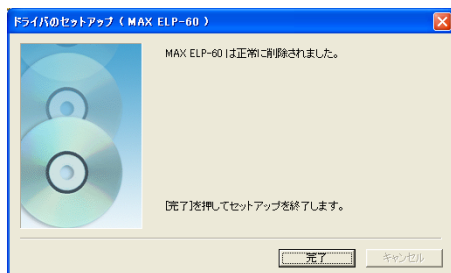 ドライバのセットアップ ( MAX ELP-60 )
MAX ELP-60 は正常に削除されました。
[完了]を押してセットアップを終了します。
完了
キャンセル